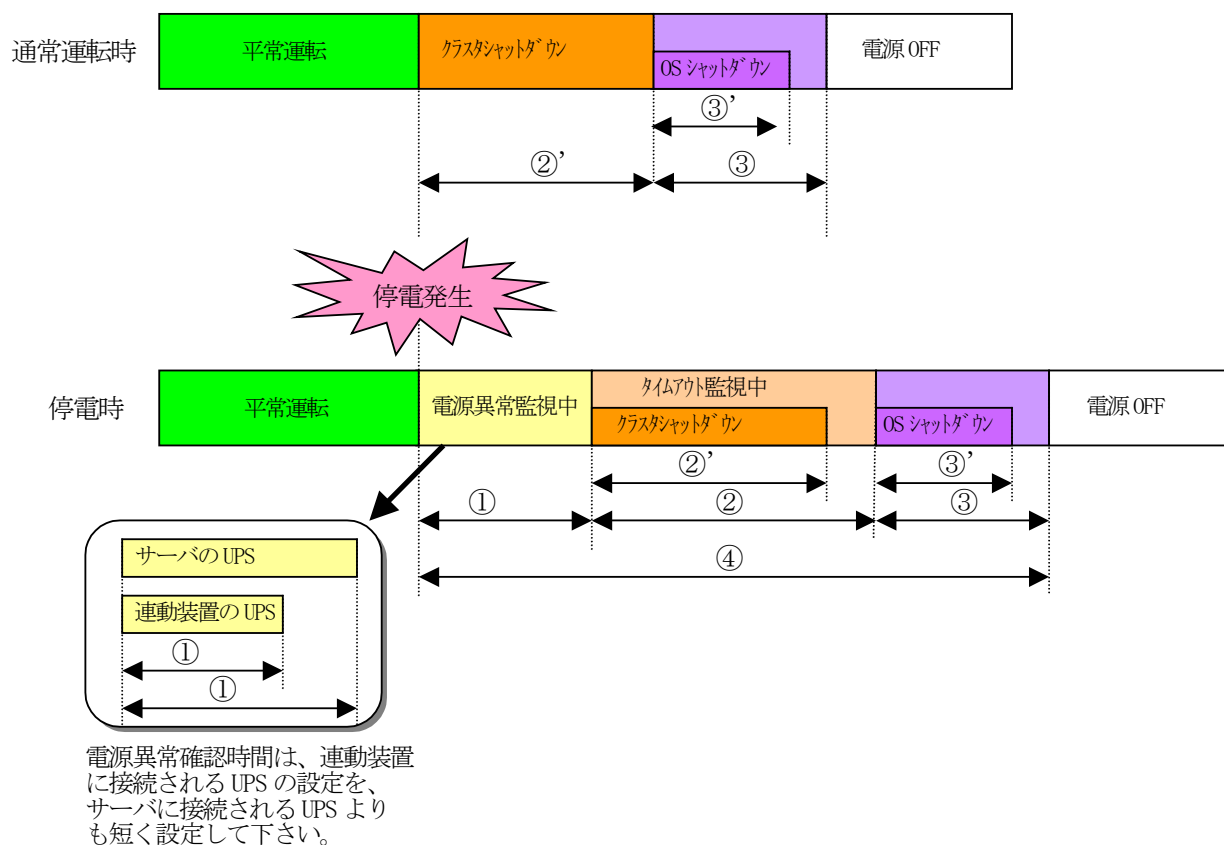 通常運転時
平常運転
クラスタシャットダウン
OS シャットダウン
電源 OFF
③’
②’
③
停電発生
停電時
平常運転
電源異常監視中
タイムアウト監視中
クラスタシャットダウン
OS シャットダウン
電源 OFF
②’
③’
①
②
③
④
サーバの UPS
連動装置の UPS
①
①
電源異常確認時間は、連動装置
に接続される UPS の設定を、
サーバに接続される UPS より
も短く設定して下さい。